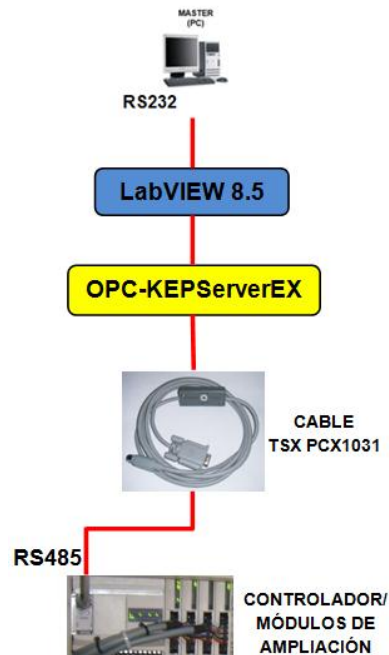 MASTER
(PC)
RS232
LabVIEW 8.5
OPC-KEPServerEX
CABLE
TSX PCX1031
RS485
CONTROLADOR/
MÓDULOS DE
AMPLIACIÓN